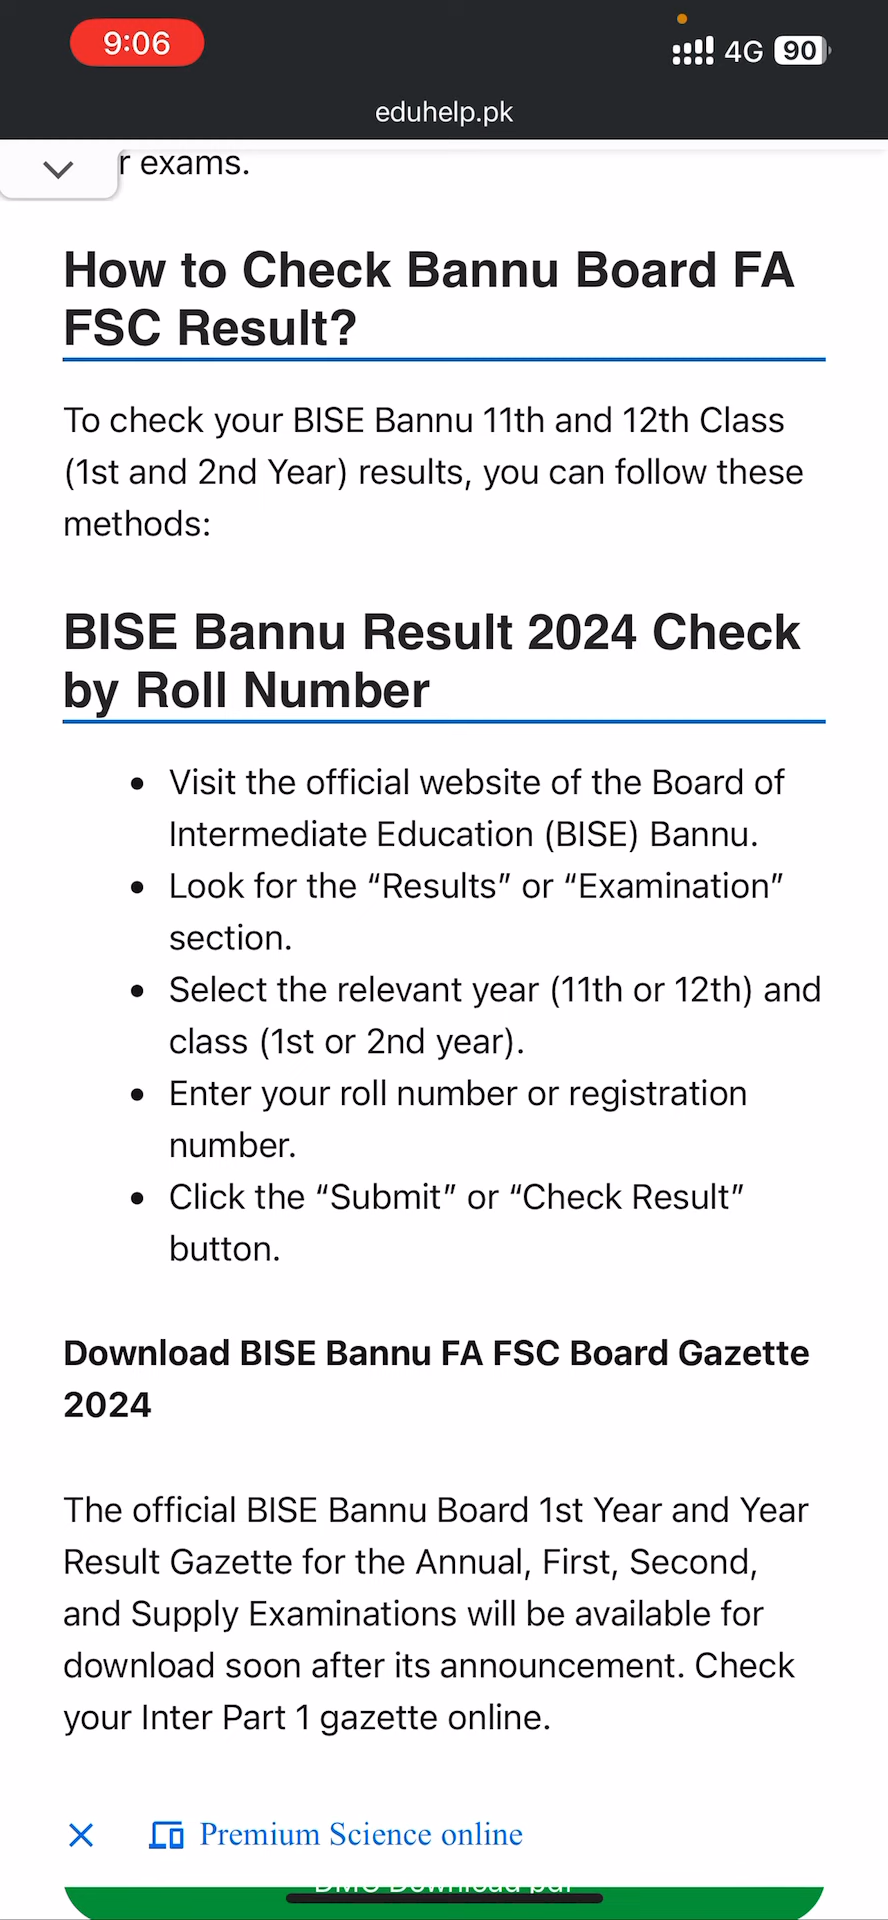 9:06
4G 90
eduhelp.pk
r exams.
How to Check Bannu Board FA
FSC Result?
To check your BISE Bannu 11th and 12th Class
(1st and 2nd Year) results, you can follow these
methods:
BISE Bannu Result 2024 Check
by Roll Number
• Visit the official website of the Board of
Intermediate Education (BISE) Bannu.
• Look for the “Results” or “Examination”
section.
• Select the relevant year (11th or 12th) and
class (1st or 2nd year).
• Enter your roll number or registration
number.
• Click the “Submit” or “Check Result”
button.
Download BISE Bannu FA FSC Board Gazette
2024
The official BISE Bannu Board 1st Year and Year
Result Gazette for the Annual, First, Second,
and Supply Examinations will be available for
download soon after its announcement. Check
your Inter Part 1 gazette online.
Premium Science online
DMC Download pdf